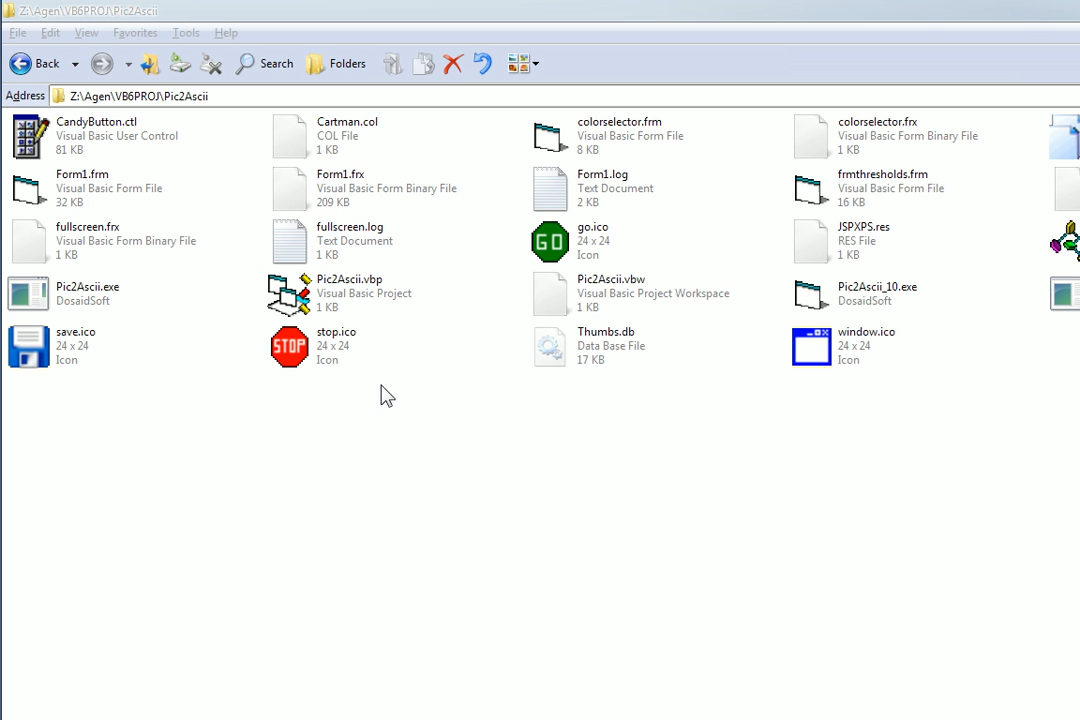 Z:\Agen\VB6PROJ\Pic2Ascii
File Edit View Favorites Tools Help
Back Search Folders
Address Z:\Agen\VB6PROJ\Pic2Ascii
CandyButton.ctl
Visual Basic User Control
81 KB
Cartman.col
COL File
1 KB
colorselector.frm
Visual Basic Form File
8 KB
colorselector.frx
Visual Basic Form Binary File
1 KB
Form1.frm
Visual Basic Form File
32 KB
Form1.frx
Visual Basic Form Binary File
209 KB
Form1.log
Text Document
2 KB
frmthresholds.frm
Visual Basic Form File
16 KB
fullscreen.frx
Visual Basic Form Binary File
1 KB
fullscreen.log
Text Document
1 KB
GO
go.ico
24 x 24
Icon
JSPXPS.res
RES File
1 KB
Pic2Ascii.exe
DosaidSoft
Pic2Ascii.vbp
Visual Basic Project
1 KB
Pic2Ascii.vbw
Visual Basic Project Workspace
1 KB
Pic2Ascii_10.exe
DosaidSoft
save.ico
24 x 24
Icon
STOP
stop.ico
24 x 24
Icon
Thumbs.db
Data Base File
17 KB
window.ico
24 x 24
Icon